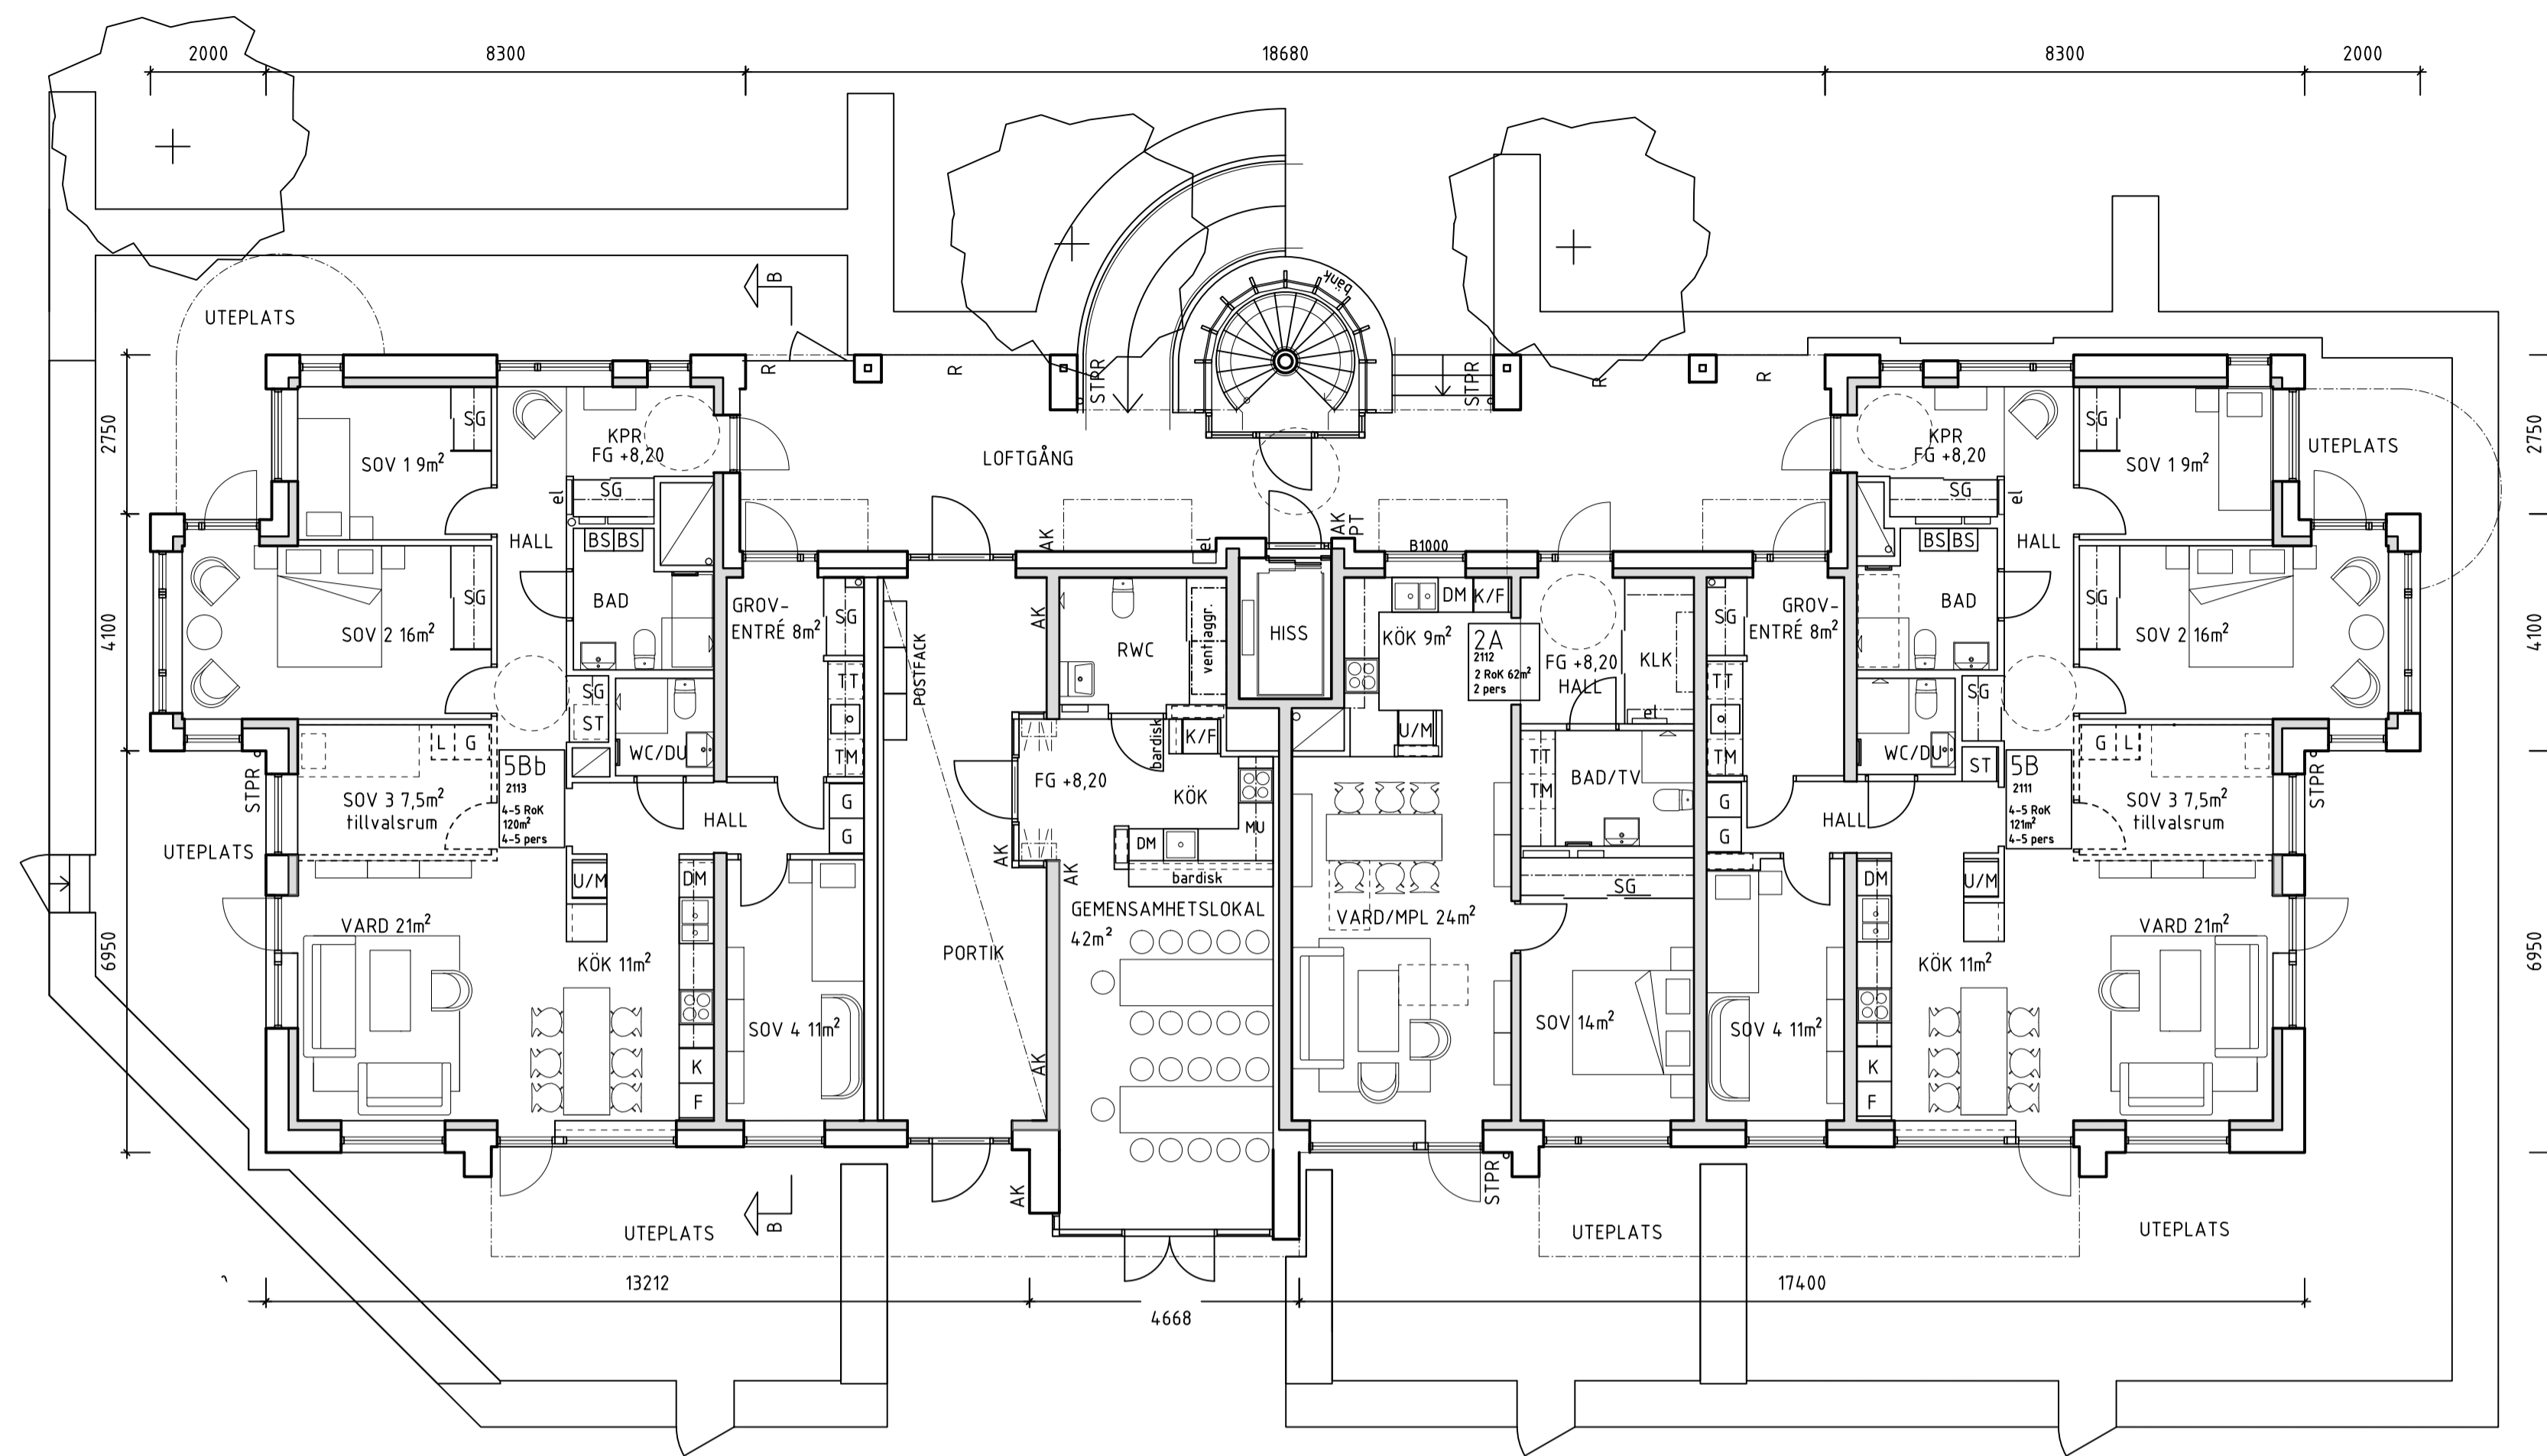 2000
8300
18680
8300
2000
UTEPLATS
B
R
R
STPR
bänk
STPR
R
R
2750
SOV 1 9m²
SG
KPR
FG +8,20
SG
el
LOFTGÅNG
KPR
FG +8,20
SG
el
SG
SOV 1 9m²
UTEPLATS
2750
4100
SOV 2 16m²
SG
HALL
BS
BS
BAD
GROV-
ENTRÉ 8m²
SG
TT
TM
SG
ST
WC/DU
POSTFACK
AK
AK
el
RWC
ventlaggr.
HISS
AK
PT
B1000
DM
K/F
KÖK 9m²
2A
2112
2 RoK 62m²
2 pers
FG +8,20
HALL
KLK
el
SG
TT
TM
GROV-
ENTRÉ 8m²
BS
BS
BAD
HALL
SG
SOV 2 16m²
4100
SG
ST
WC/DU
STPR
L
G
SOV 3 7,5m²
tillvalsrum
5Bb
2113
4-5 RoK
120m²
4-5 pers
HALL
G
G
FG +8,20
bardisk
K/F
KÖK
MU
DM
bardisk
AK
AK
U/M
TT
TM
BAD/TV
G
G
HALL
5B
2111
4-5 RoK
121m²
4-5 pers
G
L
SOV 3 7,5m²
tillvalsrum
STPR
UTEPLATS
6950
VARD 21m²
U/M
DM
KÖK 11m²
K
F
SOV 4 11m²
PORTIK
AK
AK
GEMENSAMHETSLOKAL
42m²
VARD/MPL 24m²
SG
SOV 14m²
SOV 4 11m²
DM
U/M
KÖK 11m²
K
F
VARD 21m²
6950
UTEPLATS
B
STPR
UTEPLATS
UTEPLATS
13212
4668
17400